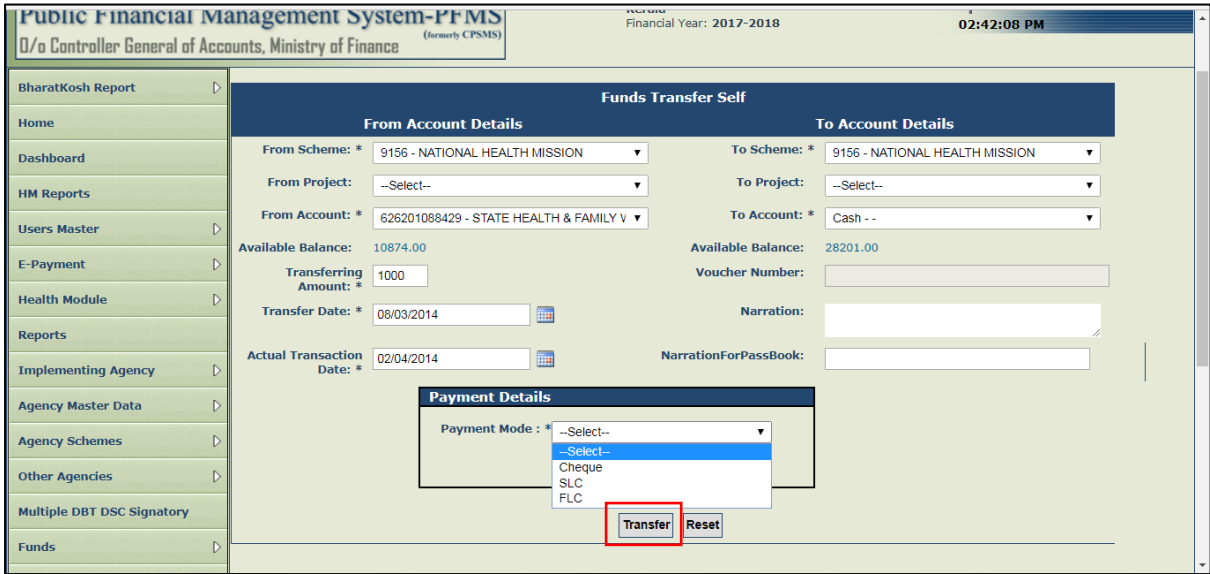 Public Financial Management System-PFMS
(formerly CPSMS)
O/o Controller General of Accounts, Ministry of Finance
Kerala
Financial Year: 2017-2018
02:42:08 PM
BharatKosh Report
Home
Dashboard
HM Reports
Users Master
E-Payment
Health Module
Reports
Implementing Agency
Agency Master Data
Agency Schemes
Other Agencies
Multiple DBT DSC Signatory
Funds
Funds Transfer Self
From Account Details To Account Details
From Scheme: * 9156 - NATIONAL HEALTH MISSION To Scheme: * 9156 - NATIONAL HEALTH MISSION
From Project: --Select-- To Project: --Select--
From Account: * 626201088429 - STATE HEALTH & FAMILY To Account: * Cash - -
Available Balance: 10874.00 Available Balance: 28201.00
Transferring
Amount: * 1000 Voucher Number:
Transfer Date: * 08/03/2014 Narration:
Actual Transaction
Date: * 02/04/2014 NarrationForPassBook:
Payment Details
Payment Mode : * --Select--
--Select--
Cheque
SLC
FLC
Transfer Reset